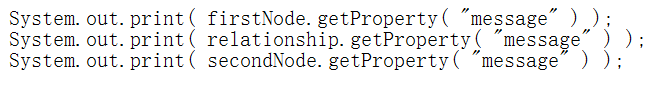 System.out.print( firstNode.getProperty( "message" ) );
System.out.print( relationship.getProperty( "message" ) );
System.out.print( secondNode.getProperty( "message" ) );